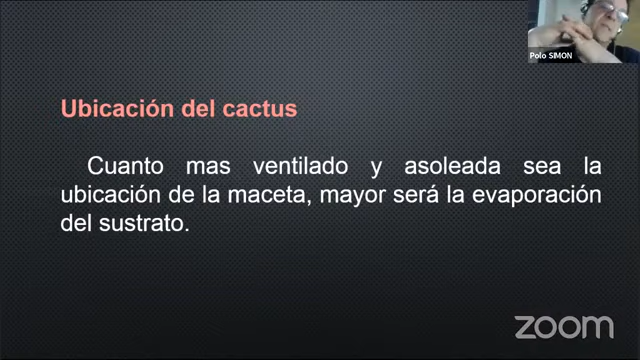 Polo SIMON
Ubicación del cactus
Cuanto mas ventilado y asoleada sea la
ubicación de la maceta, mayor será la evaporación
del sustrato.
zoom